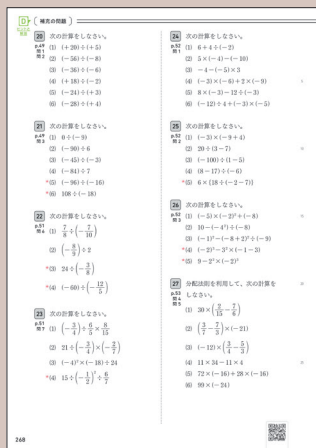 D
補充の問題
20 次の計算をしなさい。
p.49
問1
問2
(1) (+20)÷(+5)
(2) (-56)÷(-8)
(3) (-36)÷(-6)
(4) (+18)÷(-2)
(5) (-24)÷(+3)
(6) (-28)÷(+4)
21 次の計算をしなさい。
p.49
問3
(1) 0÷(-9)
(2) (-90)÷6
(3) (-45)÷(-3)
(4) (-84)÷7
*(5) (-96)÷(-16)
*(6) 108÷(-18)
22 次の計算をしなさい。
p.51
(1) 7/8÷(-7/10)
(2) (-8/9)÷2
*(3) 24÷(-3/8)
*(4) (-60)÷(-12/5)
23 次の計算をしなさい。
p.51
(1) (-3/4)÷6/5×8/15
(2) 21÷(-3/4)×(-2/7)
(3) (-4)²×(-18)÷24
*(4) 15÷(-1/2)²÷6/7
24 次の計算をしなさい。
p.52
問1
(1) 6+4÷(-2)
(2) 5×(-4)-(-10)
(3) -4-(-5)×3
(4) (-3)×(-6)+2×(-9)
(5) 8×(-3)-12÷(-3)
(6) (-12)÷4+(-3)×(-5)
25 次の計算をしなさい。
p.52
問2
(1) (-3)×(-9+4)
(2) 20÷(3-7)
(3) (-100)÷(1-5)
(4) (8-17)÷(-6)
*(5) 6×{18÷(-2-7)}
26 次の計算をしなさい。
p.52
問3
(1) (-5)×(-2)²+(-8)
(2) 10-(-4²)÷(-8)
(3) (-1)³-(-8+2)²÷(-9)
*(4) (-2)³-3²×(-1-3)
*(5) 9-2²×(-2)²
27 分配法則を利用して、次の計算を
しなさい。
p.53
問4
問5
(1) 30×(2/15-7/6)
(2) (3/7-7/3)×(-21)
(3) (-12)×(3/4-5/3)
(4) 11×34-11×4
(5) 72×(-16)+28×(-16)
(6) 99×(-24)
268